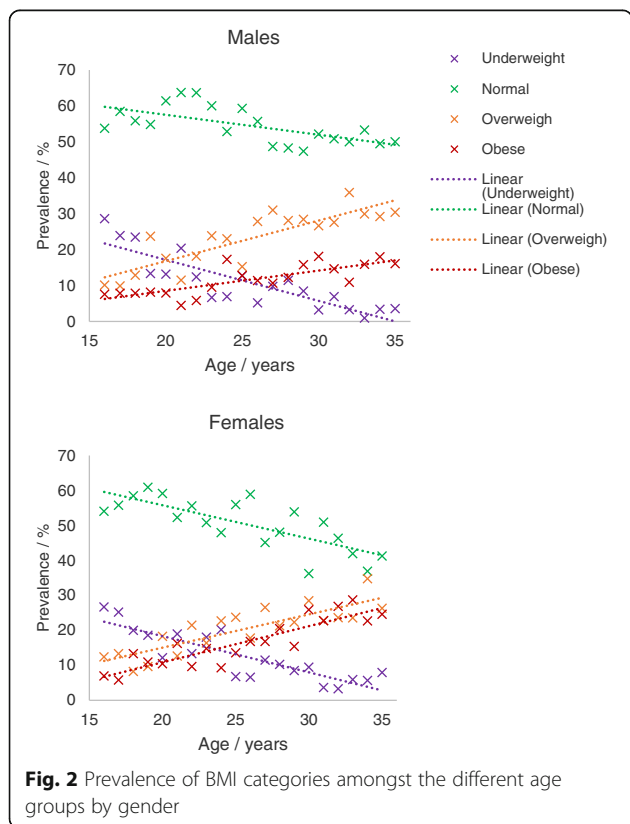 Males
Underweight
Normal
Overweigh
Obese
Linear
(Underweight)
Linear (Normal)
Linear (Overweigh)
Linear (Obese)
Prevalence / %
70
60
50
40
30
20
10
0
15 20 25 30 35
Age / years
Females
Prevalence / %
70
60
50
40
30
20
10
0
15 20 25 30 35
Age / years
Fig. 2 Prevalence of BMI categories amongst the different age
groups by gender